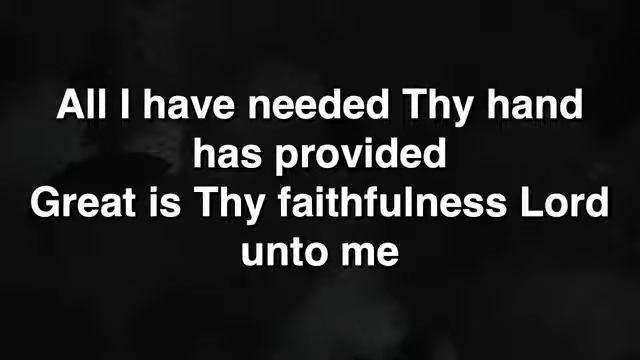 All I have needed Thy hand
has provided
Great is Thy faithfulness Lord
unto me